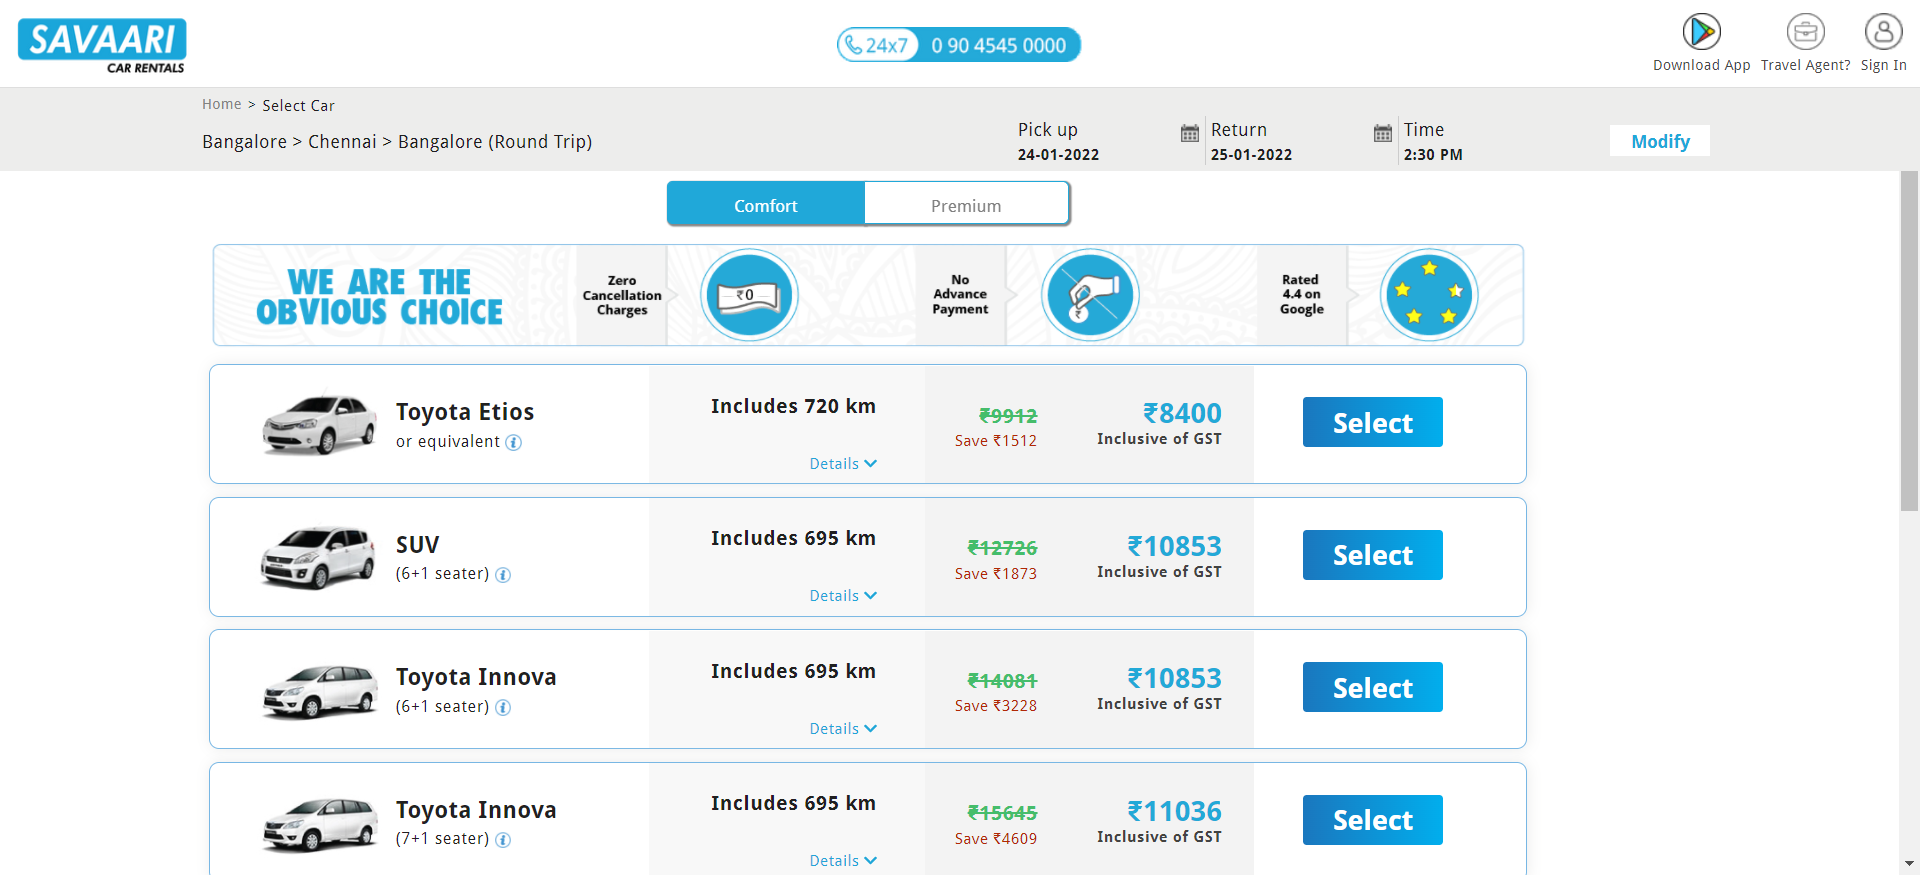 SAVAARI
CAR RENTALS
24x7 0 90 4545 0000
Download App Travel Agent? Sign In
Home > Select Car
Bangalore > Chennai > Bangalore (Round Trip)
Pick up
24-01-2022
Return
25-01-2022
Time
2:30 PM
Modify
Comfort Premium
WE ARE THE
OBVIOUS CHOICE
Zero
Cancellation
Charges
₹0
No
Advance
Payment
₹
Rated
4.4 on
Google
Toyota Etios
or equivalent i
Includes 720 km
Details
₹9912
Save ₹1512
₹8400
Inclusive of GST
Select
SUV
(6+1 seater) i
Includes 695 km
Details
₹12726
Save ₹1873
₹10853
Inclusive of GST
Select
Toyota Innova
(6+1 seater) i
Includes 695 km
Details
₹14081
Save ₹3228
₹10853
Inclusive of GST
Select
Toyota Innova
(7+1 seater) i
Includes 695 km
Details
₹15645
Save ₹4609
₹11036
Inclusive of GST
Select